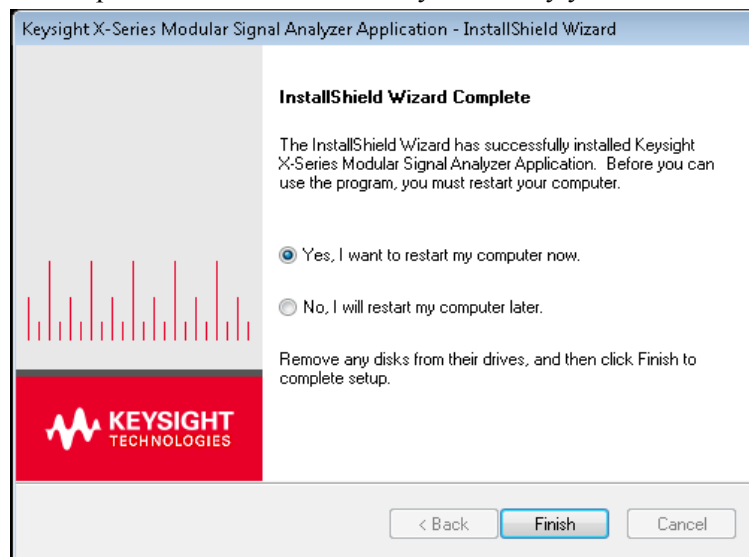 Keysight X-Series Modular Signal Analyzer Application - InstallShield Wizard
InstallShield Wizard Complete
The InstallShield Wizard has successfully installed Keysight
X-Series Modular Signal Analyzer Application.  Before you can
use the program, you must restart your computer.
Yes, I want to restart my computer now.
No, I will restart my computer later.
Remove any disks from their drives, and then click Finish to
complete setup.
KEYSIGHT
TECHNOLOGIES
< Back
Finish
Cancel